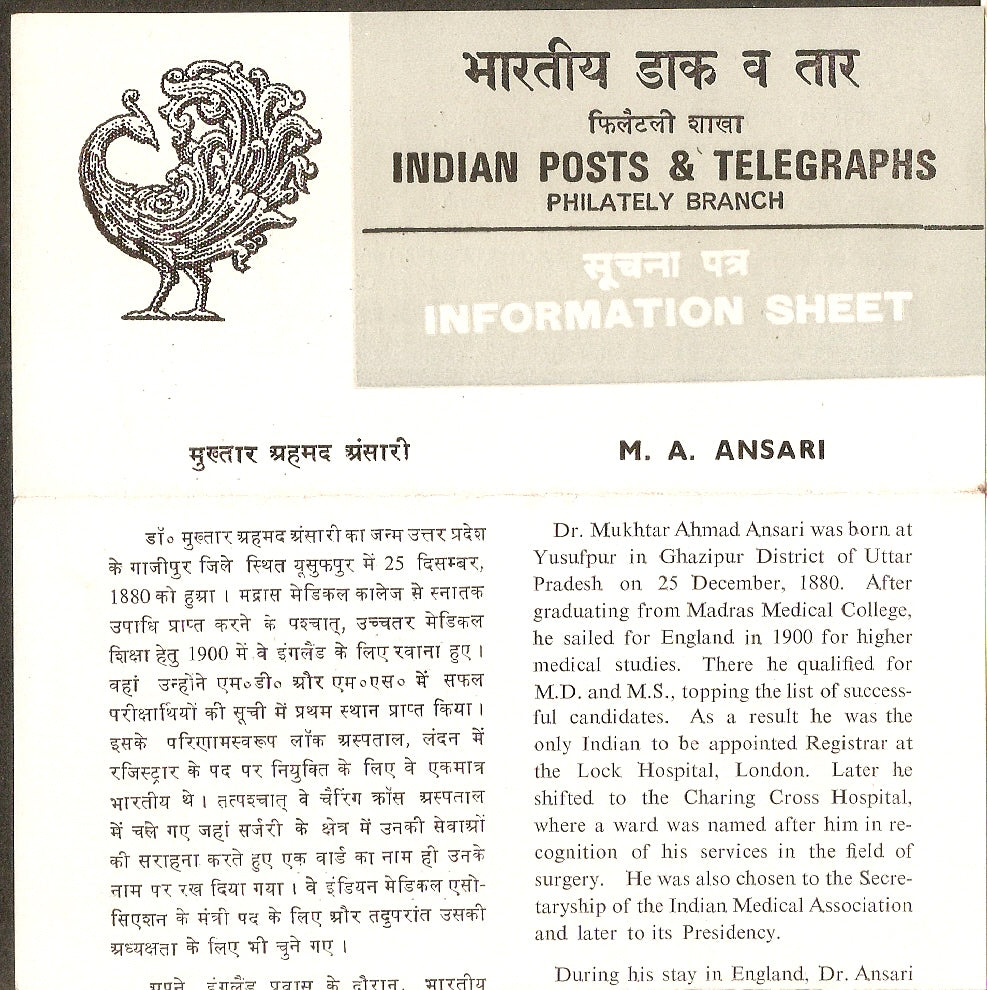 भारतीय डाक व तार
फिलैटली शाखा
INDIAN POSTS & TELEGRAPHS
PHILATELY BRANCH
सूचना पत्र
INFORMATION SHEET
मुख्तार अहमद अंसारी
डॉ० मुख्तार अहमद अंसारी का जन्म उत्तर प्रदेश
के गाजीपुर जिले स्थित यूसुफपुर में 25 दिसम्बर,
1880 को हुआ । मद्रास मेडिकल कालेज से स्नातक
उपाधि प्राप्त करने के पश्चात्, उच्चतर मेडिकल
शिक्षा हेतु 1900 में वे इंगलैंड के लिए रवाना हुए ।
वहां उन्होंने एम०डी० और एम०एस० में सफल
परीक्षार्थियों की सूची में प्रथम स्थान प्राप्त किया ।
इसके परिणामस्वरूप लॉक अस्पताल, लंदन में
रजिस्ट्रार के पद पर नियुक्ति के लिए वे एकमात्र
भारतीय थे । तत्पश्चात् वे चैरिंग क्रॉस अस्पताल
में चले गए जहां सर्जरी के क्षेत्र में उनकी सेवाओं
की सराहना करते हुए एक वार्ड का नाम ही उनके
नाम पर रख दिया गया । वे इंडियन मेडिकल एसो-
सिएशन के मंत्री पद के लिए और तदुपरांत उसकी
अध्यक्षता के लिए भी चुने गए ।
अपने इंगलैंड प्रवास के दौरान, भारतीय
M. A. ANSARI
Dr. Mukhtar Ahmad Ansari was born at
Yusufpur in Ghazipur District of Uttar
Pradesh on 25 December, 1880. After
graduating from Madras Medical College,
he sailed for England in 1900 for higher
medical studies. There he qualified for
M.D. and M.S., topping the list of success-
ful candidates. As a result he was the
only Indian to be appointed Registrar at
the Lock Hospital, London. Later he
shifted to the Charing Cross Hospital,
where a ward was named after him in re-
cognition of his services in the field of
surgery. He was also chosen to the Secre-
taryship of the Indian Medical Association
and later to its Presidency.
During his stay in England, Dr. Ansari